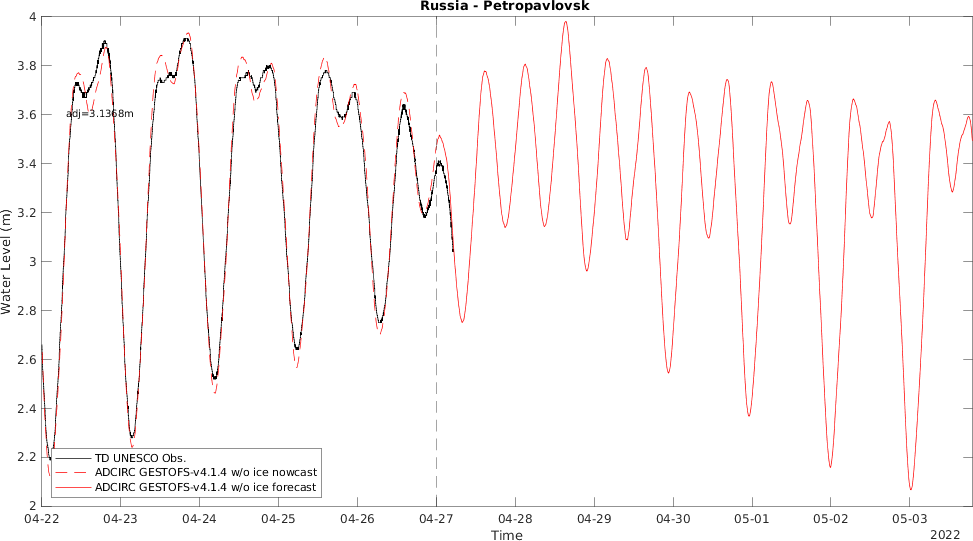 Russia - Petropavlovsk
4
3.8
3.6
3.4
3.2
3
2.8
2.6
2.4
2.2
2
Water Level (m)
adj=3.1368m
TD UNESCO Obs.
ADCIRC GESTOFS-v4.1.4 w/o ice nowcast
ADCIRC GESTOFS-v4.1.4 w/o ice forecast
04-22 04-23 04-24 04-25 04-26 04-27 04-28 04-29 04-30 05-01 05-02 05-03
Time
2022